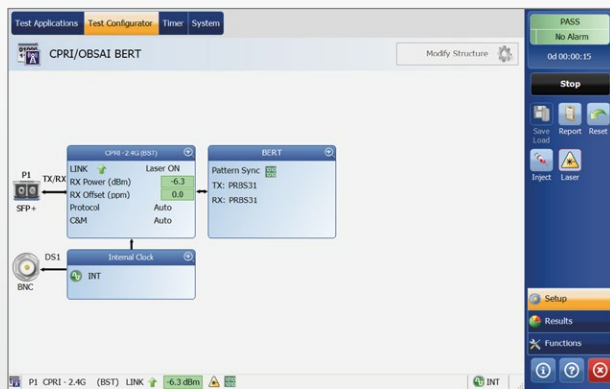 Test Applications Test Configurator Timer System
CPRI/OBSAI BERT
Modify Structure
PASS
No Alarm
0d 00:00:15
Stop
Save Load
Report
Reset
Inject
Laser
CPRI - 2.4G (BST)
LINK Laser ON
RX Power (dBm) -6.3
RX Offset (ppm) 0.0
Protocol Auto
C&M Auto
BERT
Pattern Sync
TX: PRBS31
RX: PRBS31
P1 TX/RX
SFP+
DS1
BNC
Internal Clock
INT
Setup
Results
Functions
P1 CPRI - 2.4G (BST) LINK -6.3 dBm INT